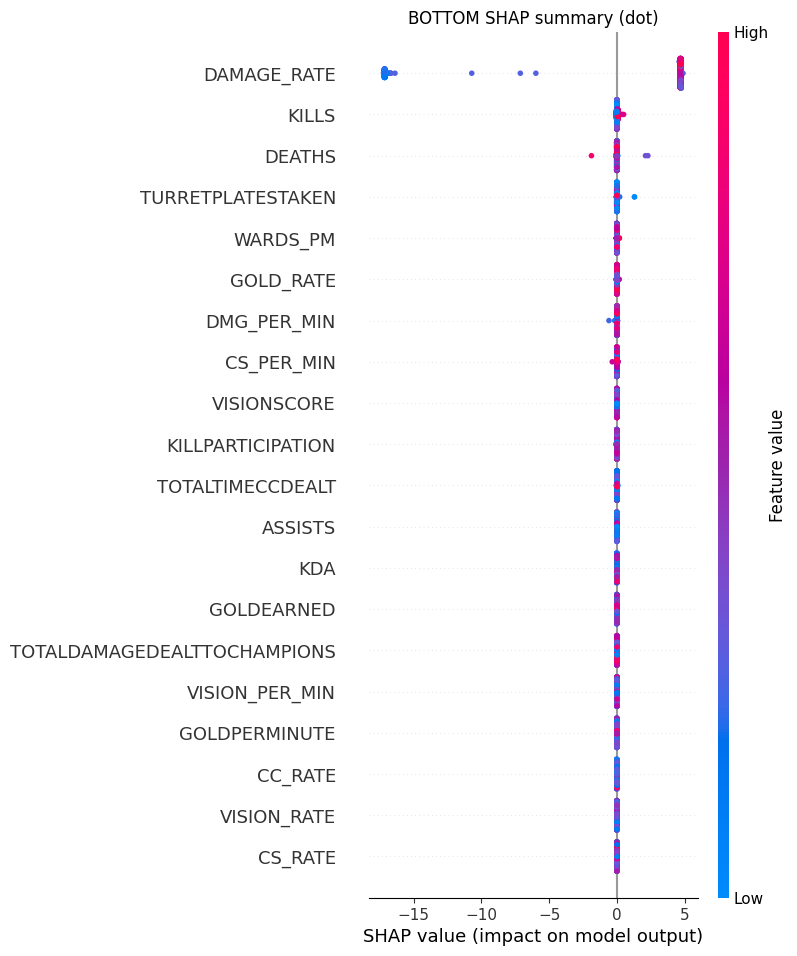 BOTTOM SHAP summary (dot)
High
DAMAGE_RATE
KILLS
DEATHS
TURRETPLATESTAKEN
WARDS_PM
GOLD_RATE
DMG_PER_MIN
CS_PER_MIN
VISIONSCORE
KILLPARTICIPATION
TOTALTIMECCDEALT
ASSISTS
KDA
GOLDEARNED
TOTALDAMAGEDEALTTOCHAMPIONS
VISION_PER_MIN
GOLDPERMINUTE
CC_RATE
VISION_RATE
CS_RATE
Feature value
Low
−15 −10 −5 0 5
SHAP value (impact on model output)